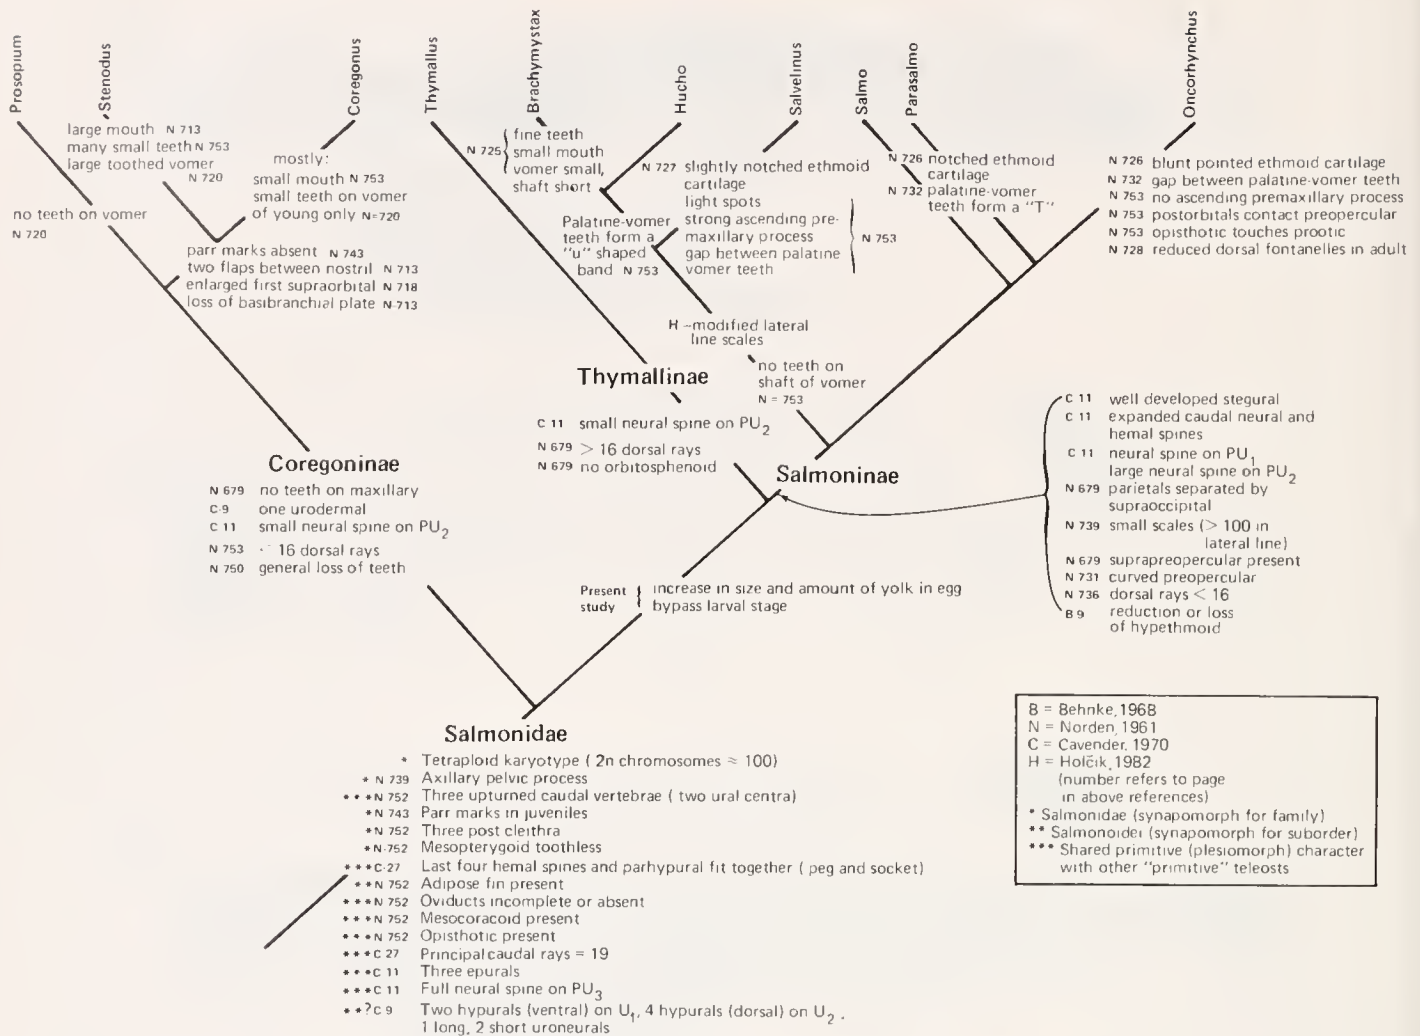 Prosopium
Stenodus
Coregonus
Thymallus
Brachymystax
Hucho
Salvelinus
Salmo
Parasalmo
Oncorhynchus
large mouth N 713
many small teeth N 753
large toothed vomer
N 720
mostly:
small mouth N 753
small teeth on vomer
of young only N=720
no teeth on vomer
N 720
parr marks absent N 743
two flaps between nostril N 713
enlarged first supraorbital N 718
loss of basibranchial plate N-713
N 725
fine teeth
small mouth
vomer small,
shaft short
Palatine-vomer
teeth form a
"u" shaped
band N 753
N 727 slightly notched ethmoid
cartilage
light spots
strong ascending pre-
maxillary process
gap between palatine
vomer teeth
N 753
N 726 notched ethmoid
cartilage
N 732 palatine-vomer
teeth form a "T"
N 726 blunt pointed ethmoid cartilage
N 732 gap between palatine-vomer teeth
N 753 no ascending premaxillary process
N 753 postorbitals contact preopercular
N 753 opisthotic touches prootic
N 728 reduced dorsal fontanelles in adult
H -modified lateral
line scales
no teeth on
shaft of vomer
N = 753
Thymallinae
C 11 small neural spine on PU2
N 679 > 16 dorsal rays
N 679 no orbitosphenoid
Salmoninae
Coregoninae
N 679 no teeth on maxillary
C-9 one urodermal
C 11 small neural spine on PU2
N 753 16 dorsal rays
N 750 general loss of teeth
C 11 well developed stegural
C 11 expanded caudal neural and
hemal spines
C 11 neural spine on PU1
large neural spine on PU2
N 679 parietals separated by
supraoccipital
N 739 small scales (> 100 in
lateral line)
N 679 suprapreopercular present
N 731 curved preopercular
N 736 dorsal rays < 16
B 9 reduction or loss
of hypethmoid
Present
study
increase in size and amount of yolk in egg
bypass larval stage
Salmonidae
* Tetraploid karyotype ( 2n chromosomes ≈ 100)
* N 739 Axillary pelvic process
***N 752 Three upturned caudal vertebrae ( two ural centra)
*N 743 Parr marks in juveniles
*N 752 Three post cleithra
*N-752 Mesopterygoid toothless
***C-27 Last four hemal spines and parhypural fit together ( peg and socket)
**N 752 Adipose fin present
***N 752 Oviducts incomplete or absent
***N 752 Mesocoracoid present
***N 752 Opisthotic present
***C 27 Principal caudal rays = 19
***C 11 Three epurals
***C 11 Full neural spine on PU3
**?C 9 Two hypurals (ventral) on U1, 4 hypurals (dorsal) on U2 .
1 long, 2 short uroneurals
B = Behnke, 1968
N = Norden, 1961
C = Cavender, 1970
H = Holčik, 1982
(number refers to page
in above references)
* Salmonidae (synapomorph for family)
** Salmonoidei (synapomorph for suborder)
*** Shared primitive (plesiomorph) character
with other "primitive" teleosts